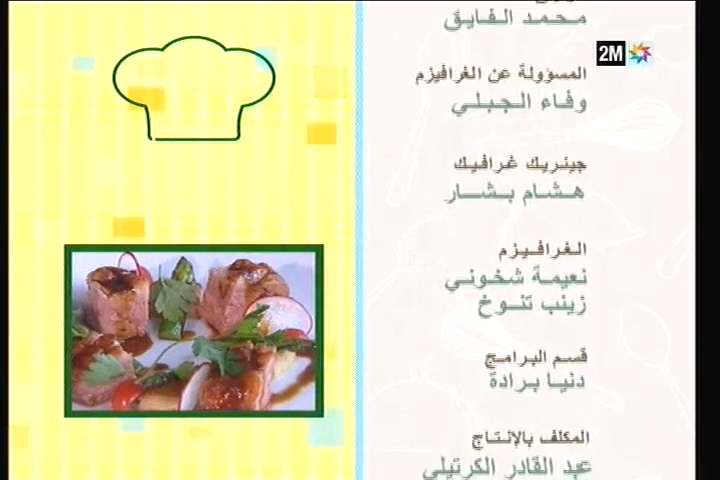 محمد الفايق
2M
المسؤولة عن الغرافيزم
وفاء الجبلي
جينريك غرافيك
هشام بشار
الغرافيزم
نعيمة شخوني
زينب تنوخ
قسم البرامج
دنيا برادة
المكلف بالإنتاج
عبد القادر الكرتيلي